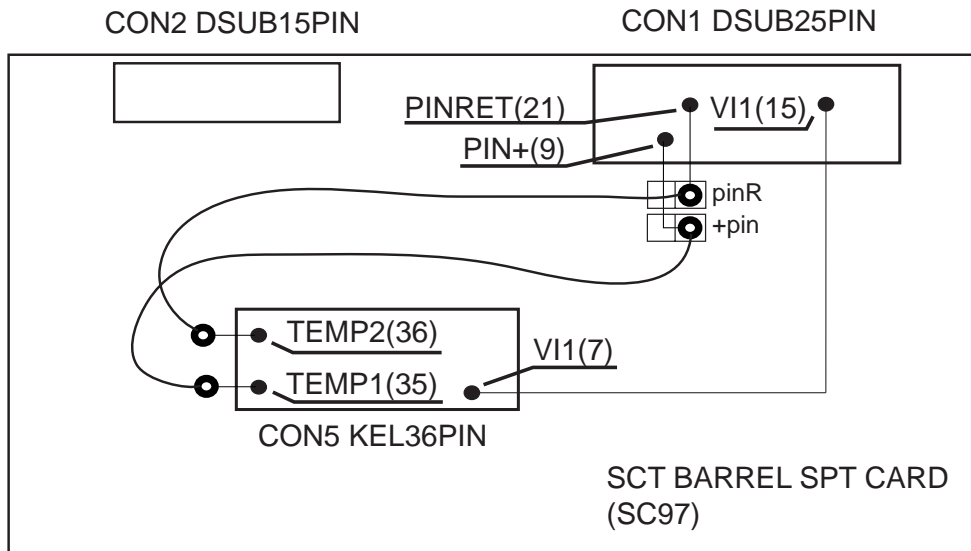 CON2 DSUB15PIN
CON1 DSUB25PIN
PINRET(21)
VI1(15)
PIN+(9)
pinR
+pin
TEMP2(36)
VI1(7)
TEMP1(35)
CON5 KEL36PIN
SCT BARREL SPT CARD
(SC97)